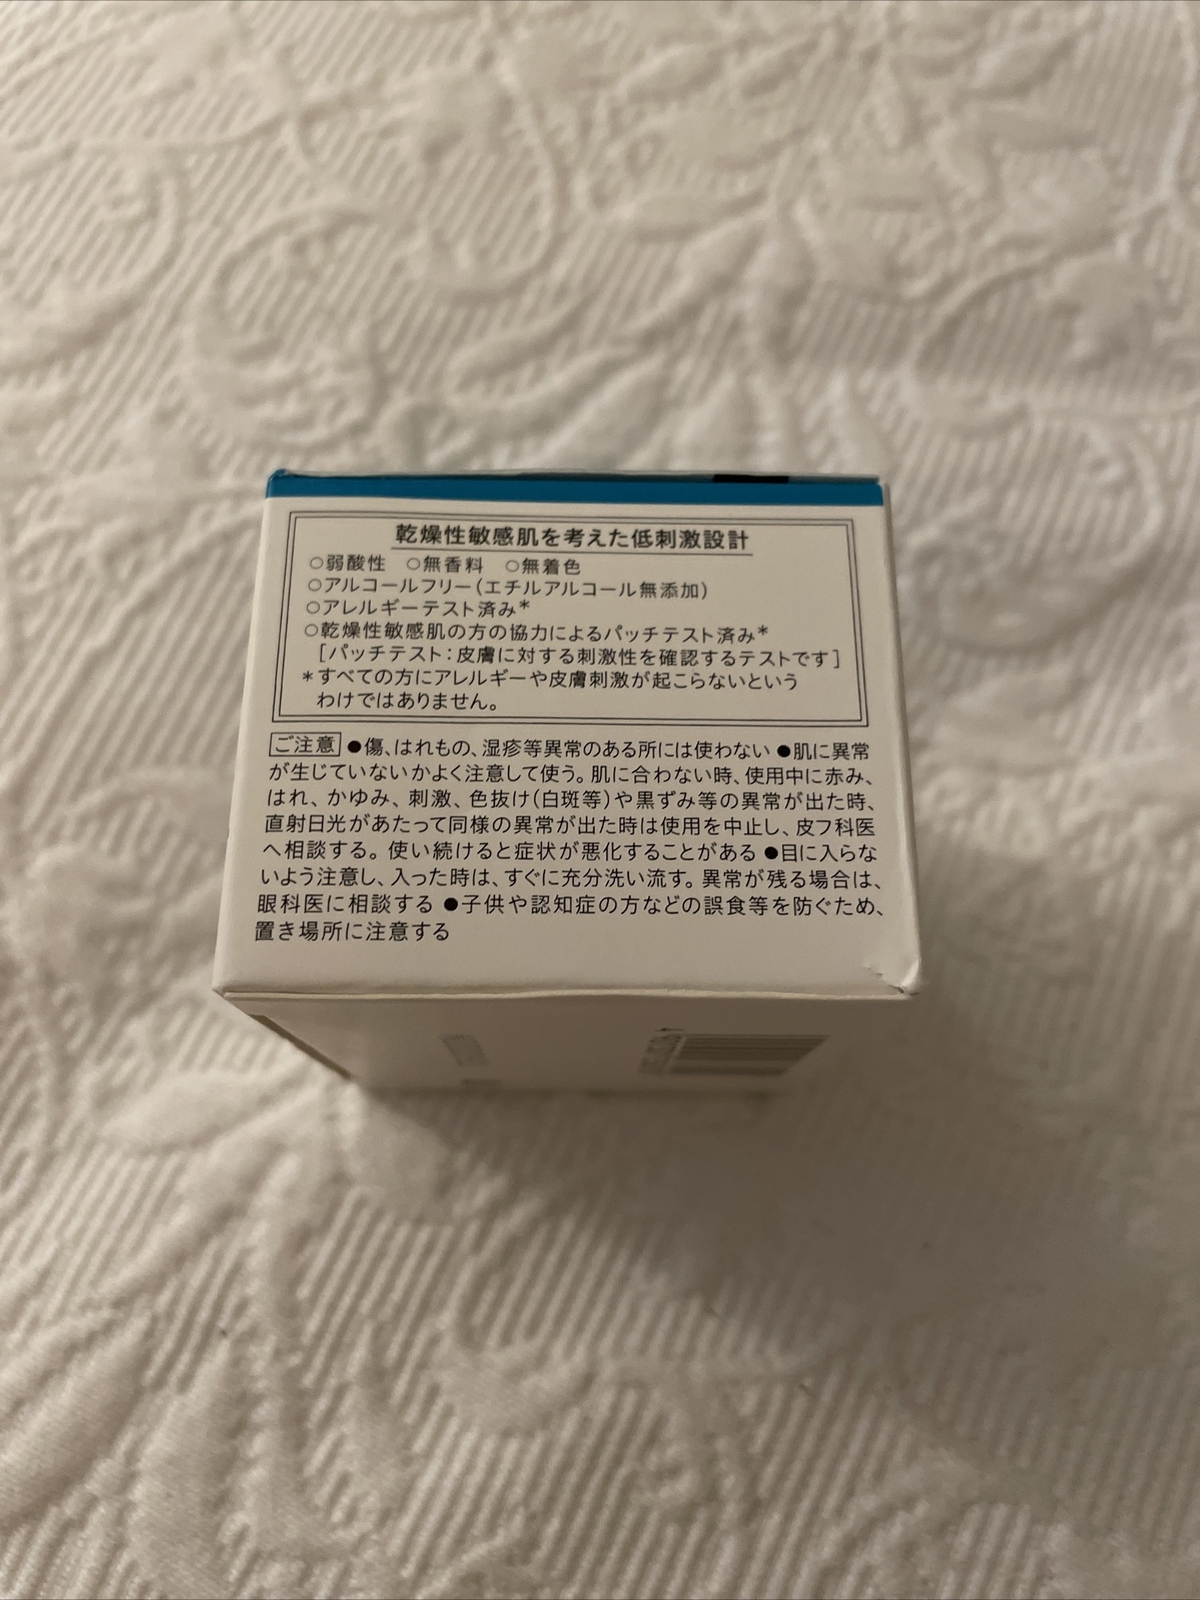 乾燥性敏感肌を考えた低刺激設計
○弱酸性 ○無香料 ○無着色
○アルコールフリー(エチルアルコール無添加)
○アレルギーテスト済み*
○乾燥性敏感肌の方の協力によるパッチテスト済み*
[パッチテスト:皮膚に対する刺激性を確認するテストです]
*すべての方にアレルギーや皮膚刺激が起こらないという
わけではありません。
ご注意 ●傷、はれもの、湿疹等異常のある所には使わない ●肌に異常
が生じていないかよく注意して使う。肌に合わない時、使用中に赤み、
はれ、かゆみ、刺激、色抜け(白斑等)や黒ずみ等の異常が出た時、
直射日光があたって同様の異常が出た時は使用を中止し、皮フ科医
へ相談する。使い続けると症状が悪化することがある ●目に入らな
いよう注意し、入った時は、すぐに充分洗い流す。異常が残る場合は、
眼科医に相談する ●子供や認知症の方などの誤食等を防ぐため、
置き場所に注意する